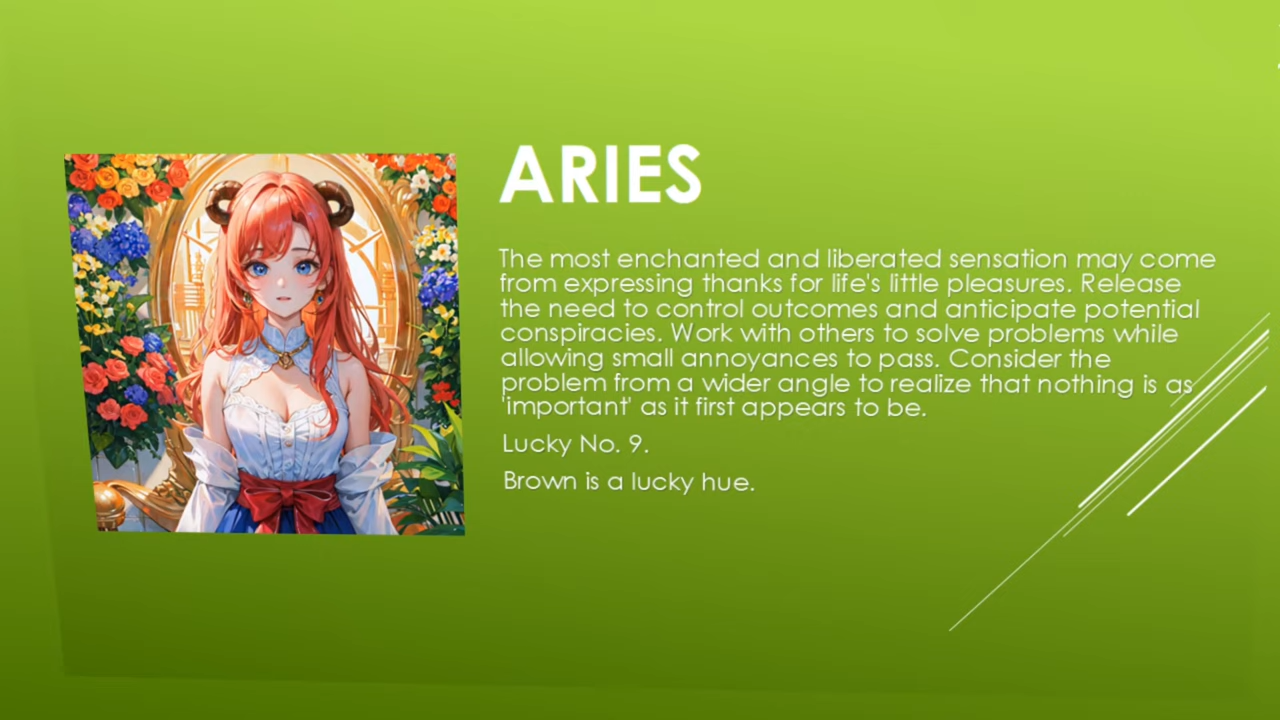 ARIES
The most enchanted and liberated sensation may come
from expressing thanks for life's little pleasures. Release
the need to control outcomes and anticipate potential
conspiracies. Work with others to solve problems while
allowing small annoyances to pass. Consider the
problem from a wider angle to realize that nothing is as
'important' as it first appears to be.
Lucky No. 9.
Brown is a lucky hue.